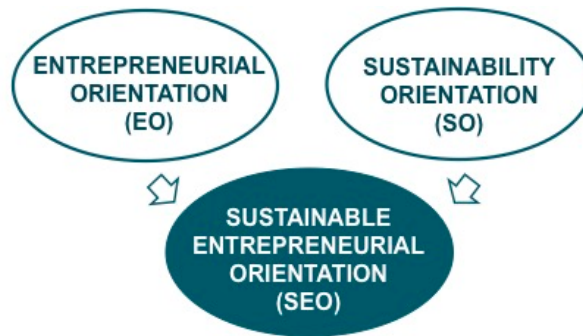 ENTREPRENEURIAL
ORIENTATION
(EO)
SUSTAINABILITY
ORIENTATION
(SO)
SUSTAINABLE
ENTREPRENEURIAL
ORIENTATION
(SEO)